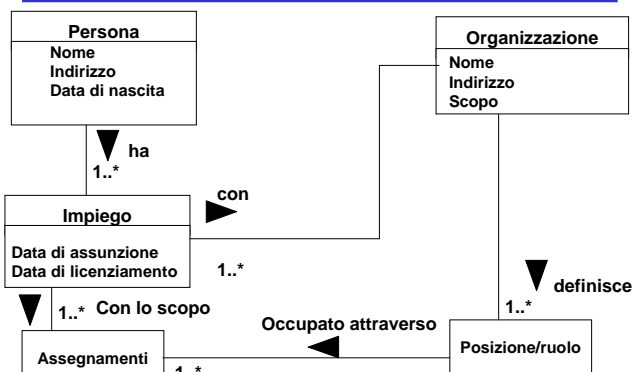 Persona
Nome
Indirizzo
Data di nascita
Organizzazione
Nome
Indirizzo
Scopo
ha
1..*
con
Impiego
Data di assunzione
Data di licenziamento
1..*
definisce
1..*
1..* Con lo scopo
Occupato attraverso
Posizione/ruolo
Assegnamenti
1..*